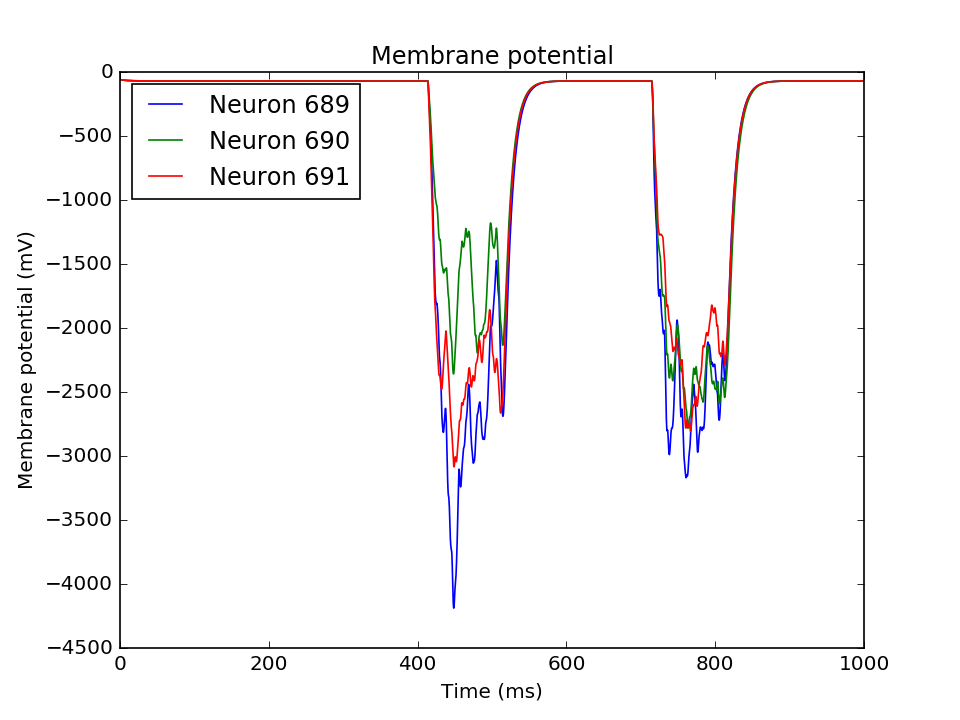 Membrane potential
0
−500
−1000
−1500
−2000
−2500
−3000
−3500
−4000
−4500
Membrane potential (mV)
Neuron 689
Neuron 690
Neuron 691
0 200 400 600 800 1000
Time (ms)